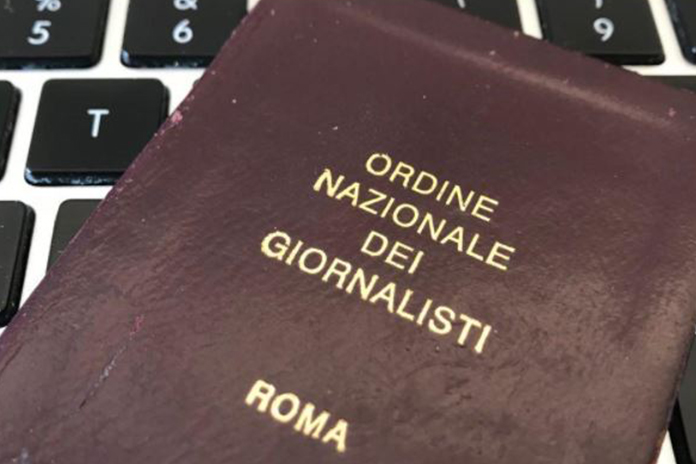 % & 
5 6 9
T
ORDINE
NAZIONALE
DEI
GIORNALISTI
ROMA